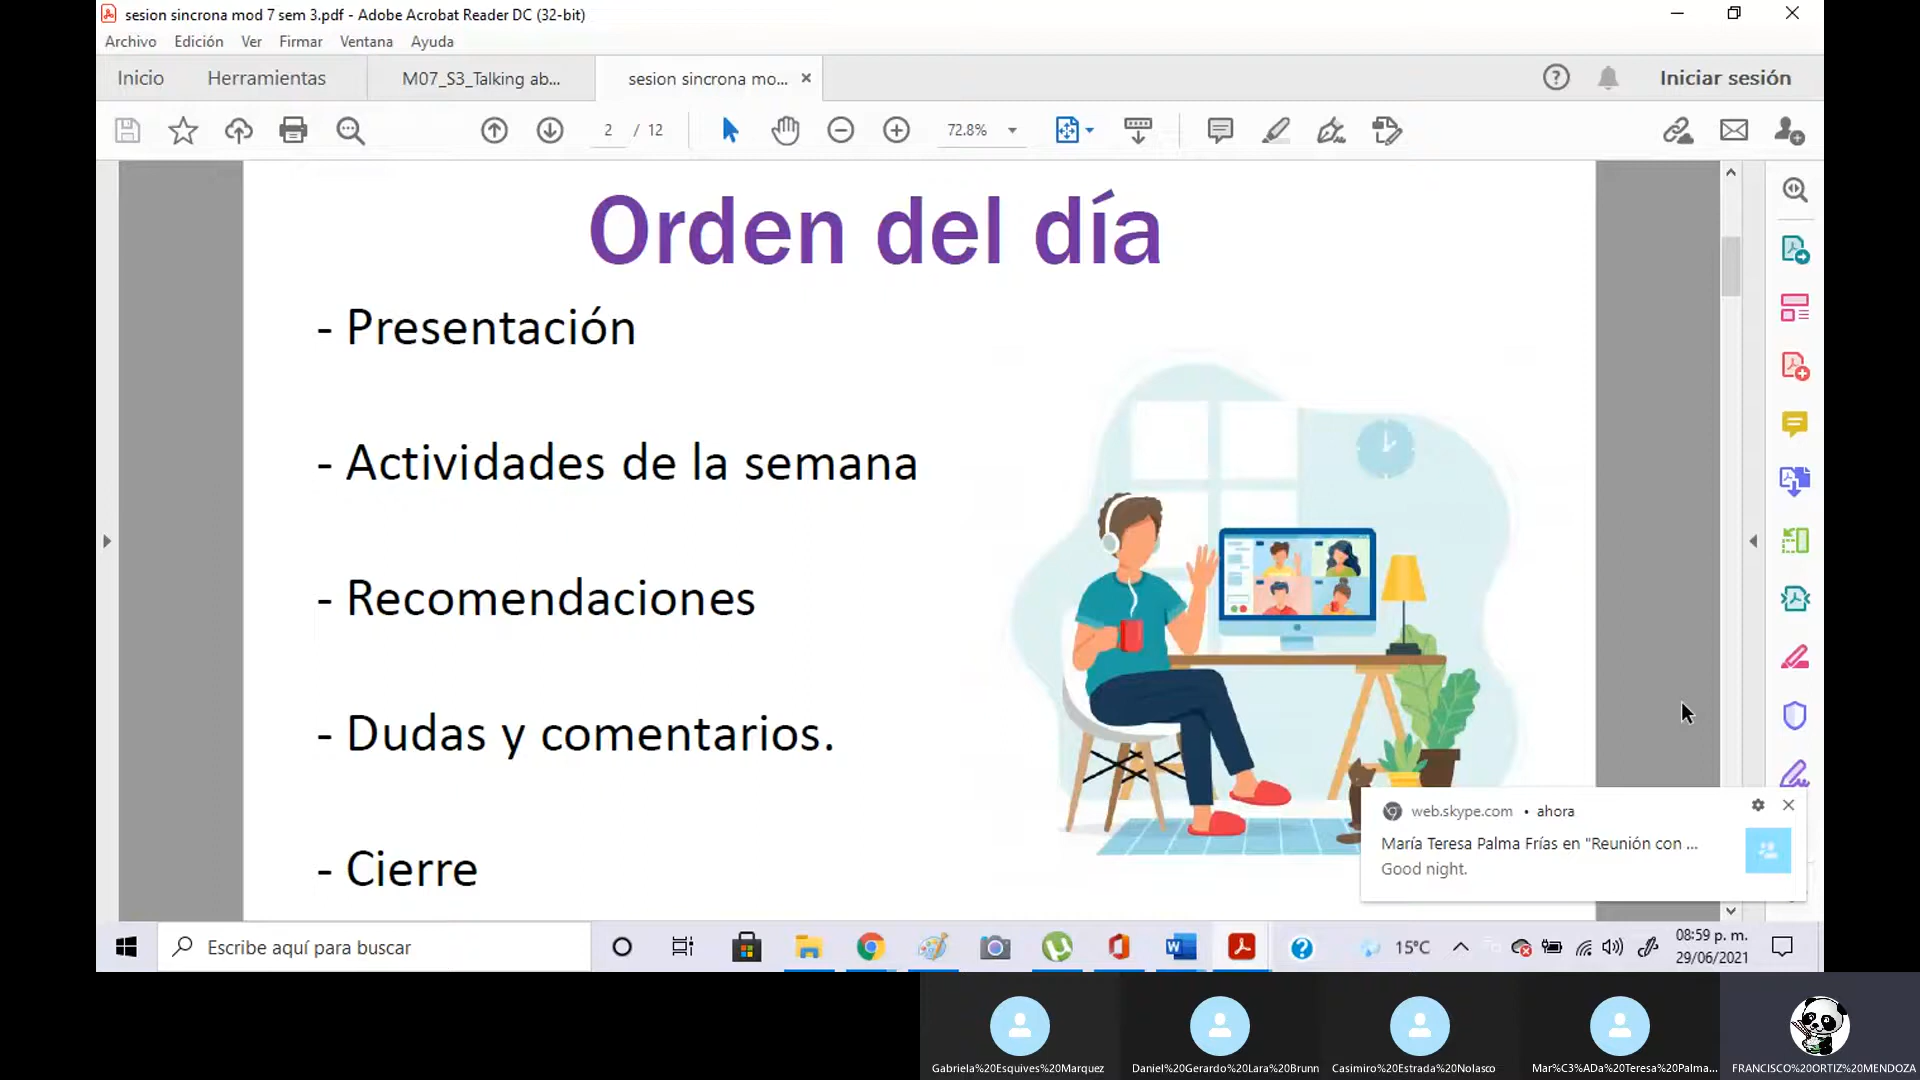 sesion sincrona mod 7 sem 3.pdf - Adobe Acrobat Reader DC (32-bit)
Archivo Edición Ver Firmar Ventana Ayuda
Inicio Herramientas M07_S3_Talking ab... sesion sincrona mo... Iniciar sesión
2 / 12 72.8%
Orden del día
- Presentación
- Actividades de la semana
- Recomendaciones
- Dudas y comentarios.
- Cierre
web.skype.com • ahora
María Teresa Palma Frías en "Reunión con ...
Good night.
Escribe aquí para buscar
15°C
08:59 p. m.
29/06/2021
Gabriela%20Esquives%20Marquez Daniel%20Gerardo%20Lara%20Brunn Casimiro%20Estrada%20Nolasco Mar%C3%ADa Teresa%20Palma... FRANCISCO%20ORTIZ%20MENDOZA